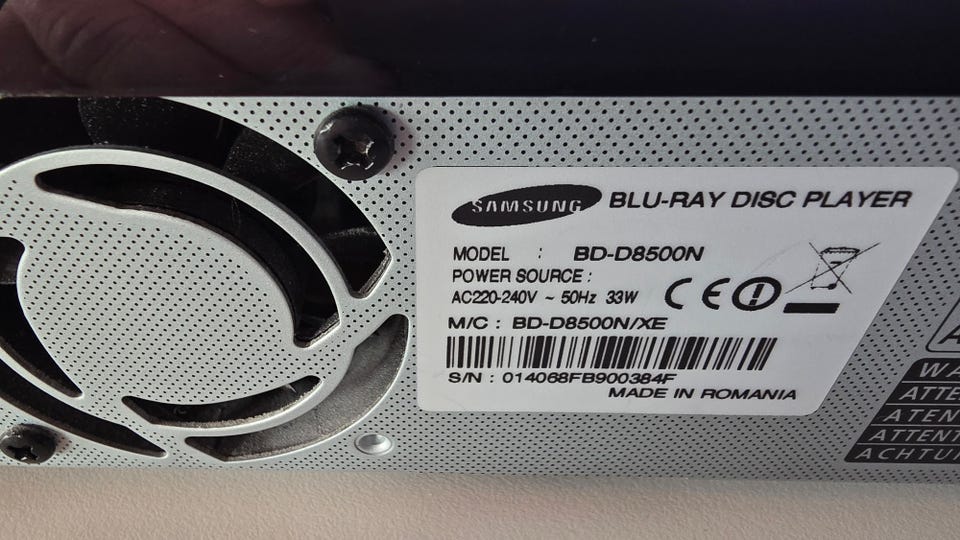 SAMSUNG BLU-RAY DISC PLAYER
MODEL : BD-D8500N
POWER SOURCE :
AC220-240V ~ 50Hz 33W
CE
M/C : BD-D8500N/XE
S/N : 014068FB900384F
MADE IN ROMANIA